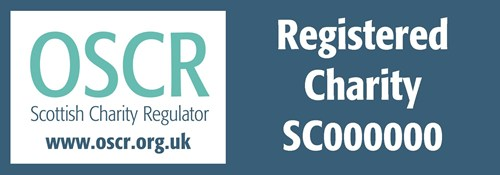 OSCR
Scottish Charity Regulator
www.oscr.org.uk
Registered
Charity
SC000000